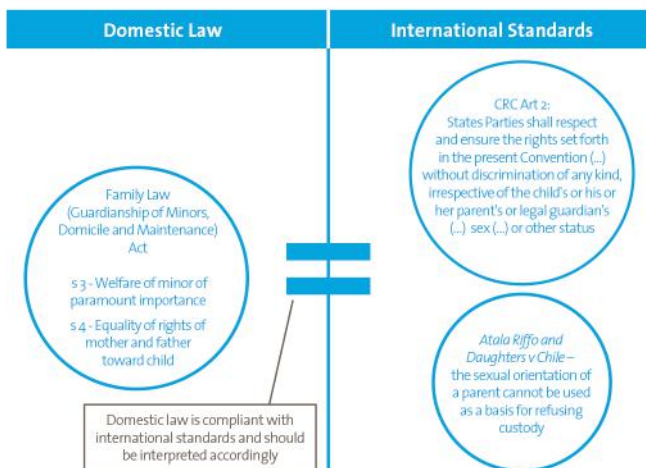 Domestic Law
International Standards
Family Law
(Guardianship of Minors,
Domicile and Maintenance)
Act
s 3 - Welfare of minor of
paramount importance
s 4 - Equality of rights of
mother and father
toward child
CRC Art 2:
States Parties shall respect
and ensure the rights set forth
in the present Convention (...)
without discrimination of any kind,
irrespective of the child's or his or
her parent's or legal guardian's
(...) sex (...) or other status
Atala Riffo and
Daughters v Chile –
the sexual orientation of
a parent cannot be used
as a basis for refusing
custody
Domestic law is compliant with
international standards and should
be interpreted accordingly